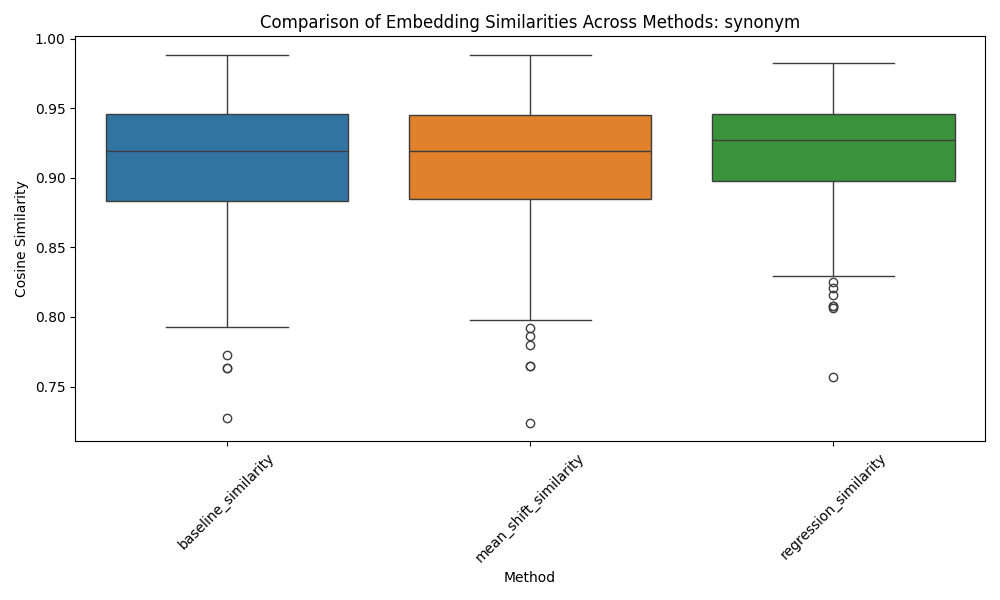 Comparison of Embedding Similarities Across Methods: synonym
Cosine Similarity
1.00
0.95
0.90
0.85
0.80
0.75
baseline_similarity
mean_shift_similarity
regression_similarity
Method